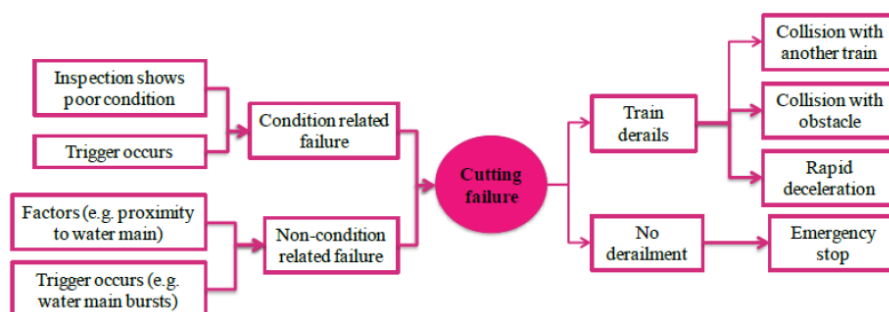 Inspection shows
poor condition
Trigger occurs
Factors (e.g. proximity
to water main)
Trigger occurs (e.g.
water main bursts)
Condition related
failure
Non-condition
related failure
Cutting
failure
Train
derails
No
derailment
Collision with
another train
Collision with
obstacle
Rapid
deceleration
Emergency
stop